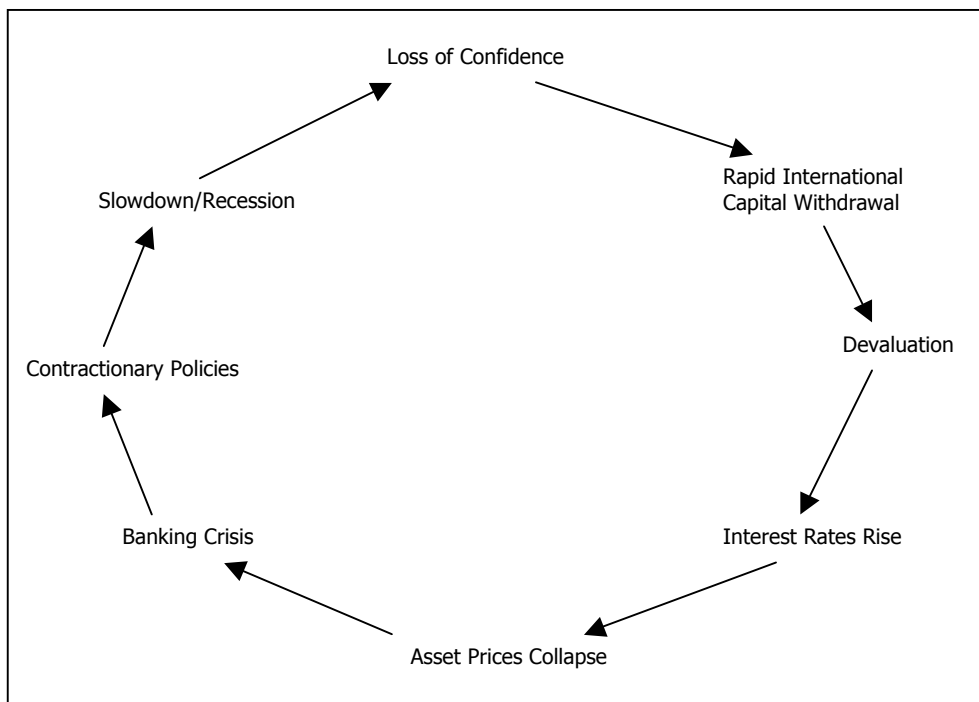 Loss of Confidence
Rapid International
Capital Withdrawal
Devaluation
Interest Rates Rise
Asset Prices Collapse
Banking Crisis
Contractionary Policies
Slowdown/Recession